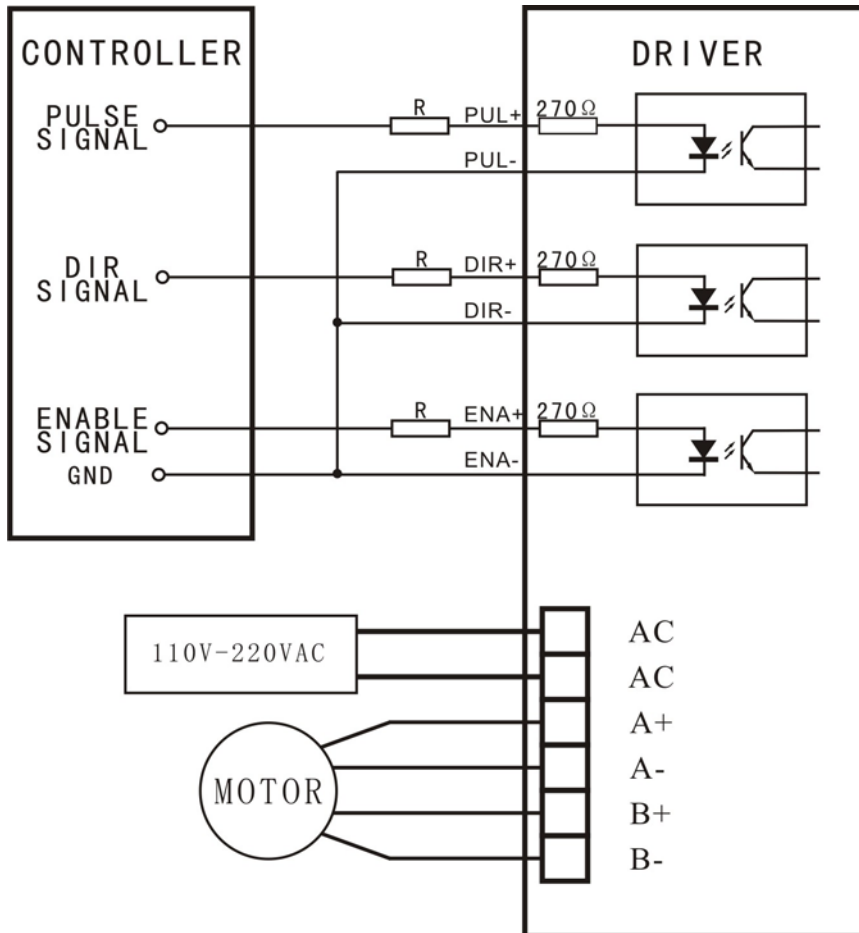 CONTROLLER
DRIVER
PULSE
SIGNAL
R
PUL+
270Ω
PUL-
DIR
SIGNAL
R
DIR+
270Ω
DIR-
ENABLE
SIGNAL
R
ENA+
270Ω
GND
ENA-
110V-220VAC
AC
AC
A+
MOTOR
A-
B+
B-